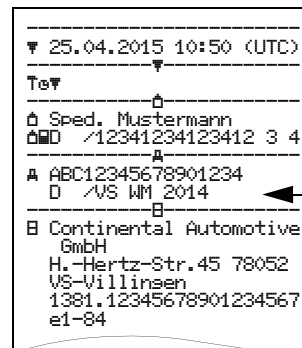 25.04.2015 10:50 (UTC)
Sped. Mustermann
D /12341234123412 3 4
ABC12345678901234
D /VS WM 2014
Continental Automotive
GmbH
H.-Hertz-Str.45 78052
VS-Villingen
1381.12345678901234567
e1-84